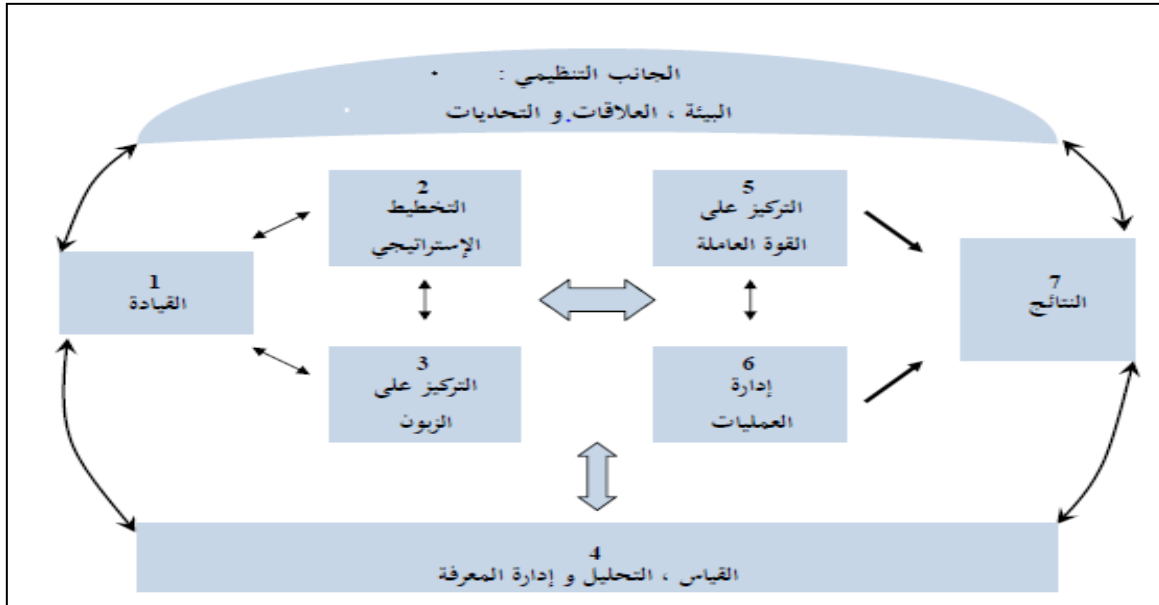 الجانب التنظيمي :
البيئة ، العلاقات و التحديات
1
القيادة
2
التخطيط
الإستراتيجي
3
التركيز على
الزبون
5
التركيز على
القوة العاملة
6
إدارة
العمليات
7
النتائج
4
القياس ، التحليل و إدارة المعرفة